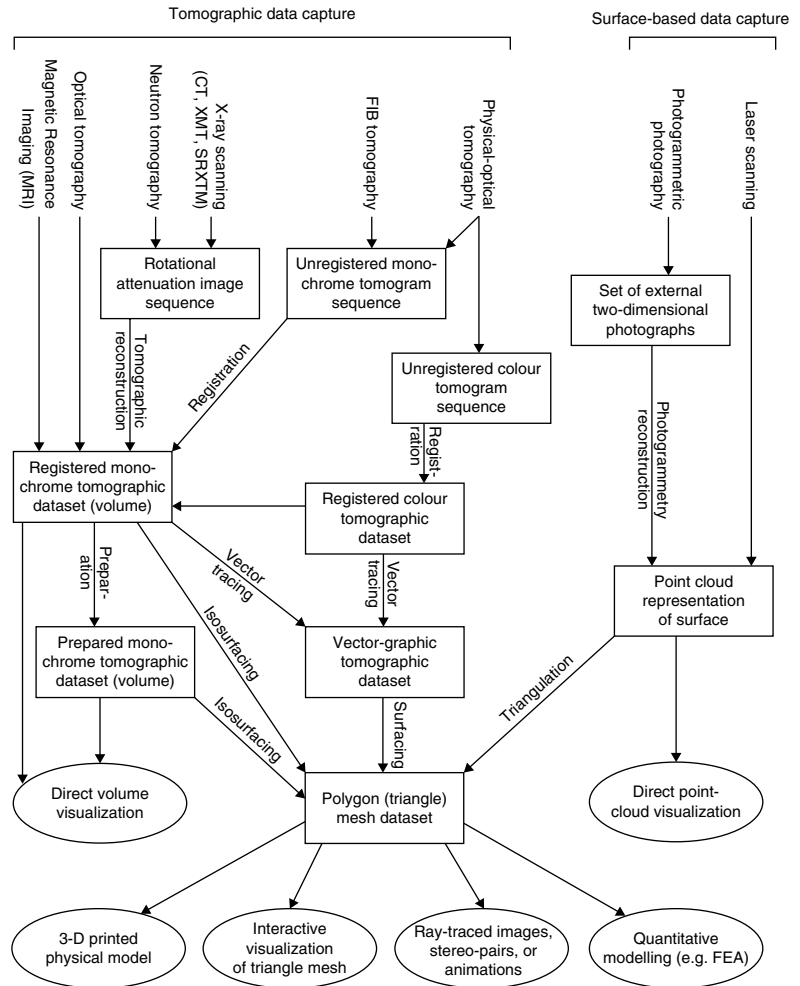 Tomographic data capture
Surface-based data capture
Magnetic Resonance
Imaging (MRI)
Optical tomography
Neutron tomography
X-ray scanning
(CT, XMT, SRXTM)
FIB tomography
Physical-optical
tomography
Photogrammetric
photography
Laser scanning
Rotational
attenuation image
sequence
Unregistered mono-
chrome tomogram
sequence
Set of external
two-dimensional
photographs
Tomographic
reconstruction
Registration
Unregistered colour
tomogram
sequence
Photogrammetry
reconstruction
Regist-
ration
Registered mono-
chrome tomographic
dataset (volume)
Registered colour
tomographic
dataset
Prepar-
ation
Vector
tracing
Vector
tracing
Isosurfacing
Point cloud
representation
of surface
Prepared mono-
chrome tomographic
dataset (volume)
Vector-graphic
tomographic
dataset
Isosurfacing
Surfacing
Triangulation
Direct volume
visualization
Polygon (triangle)
mesh dataset
Direct point-
cloud visualization
3-D printed
physical model
Interactive
visualization
of triangle mesh
Ray-traced images,
stereo-pairs, or
animations
Quantitative
modelling (e.g. FEA)